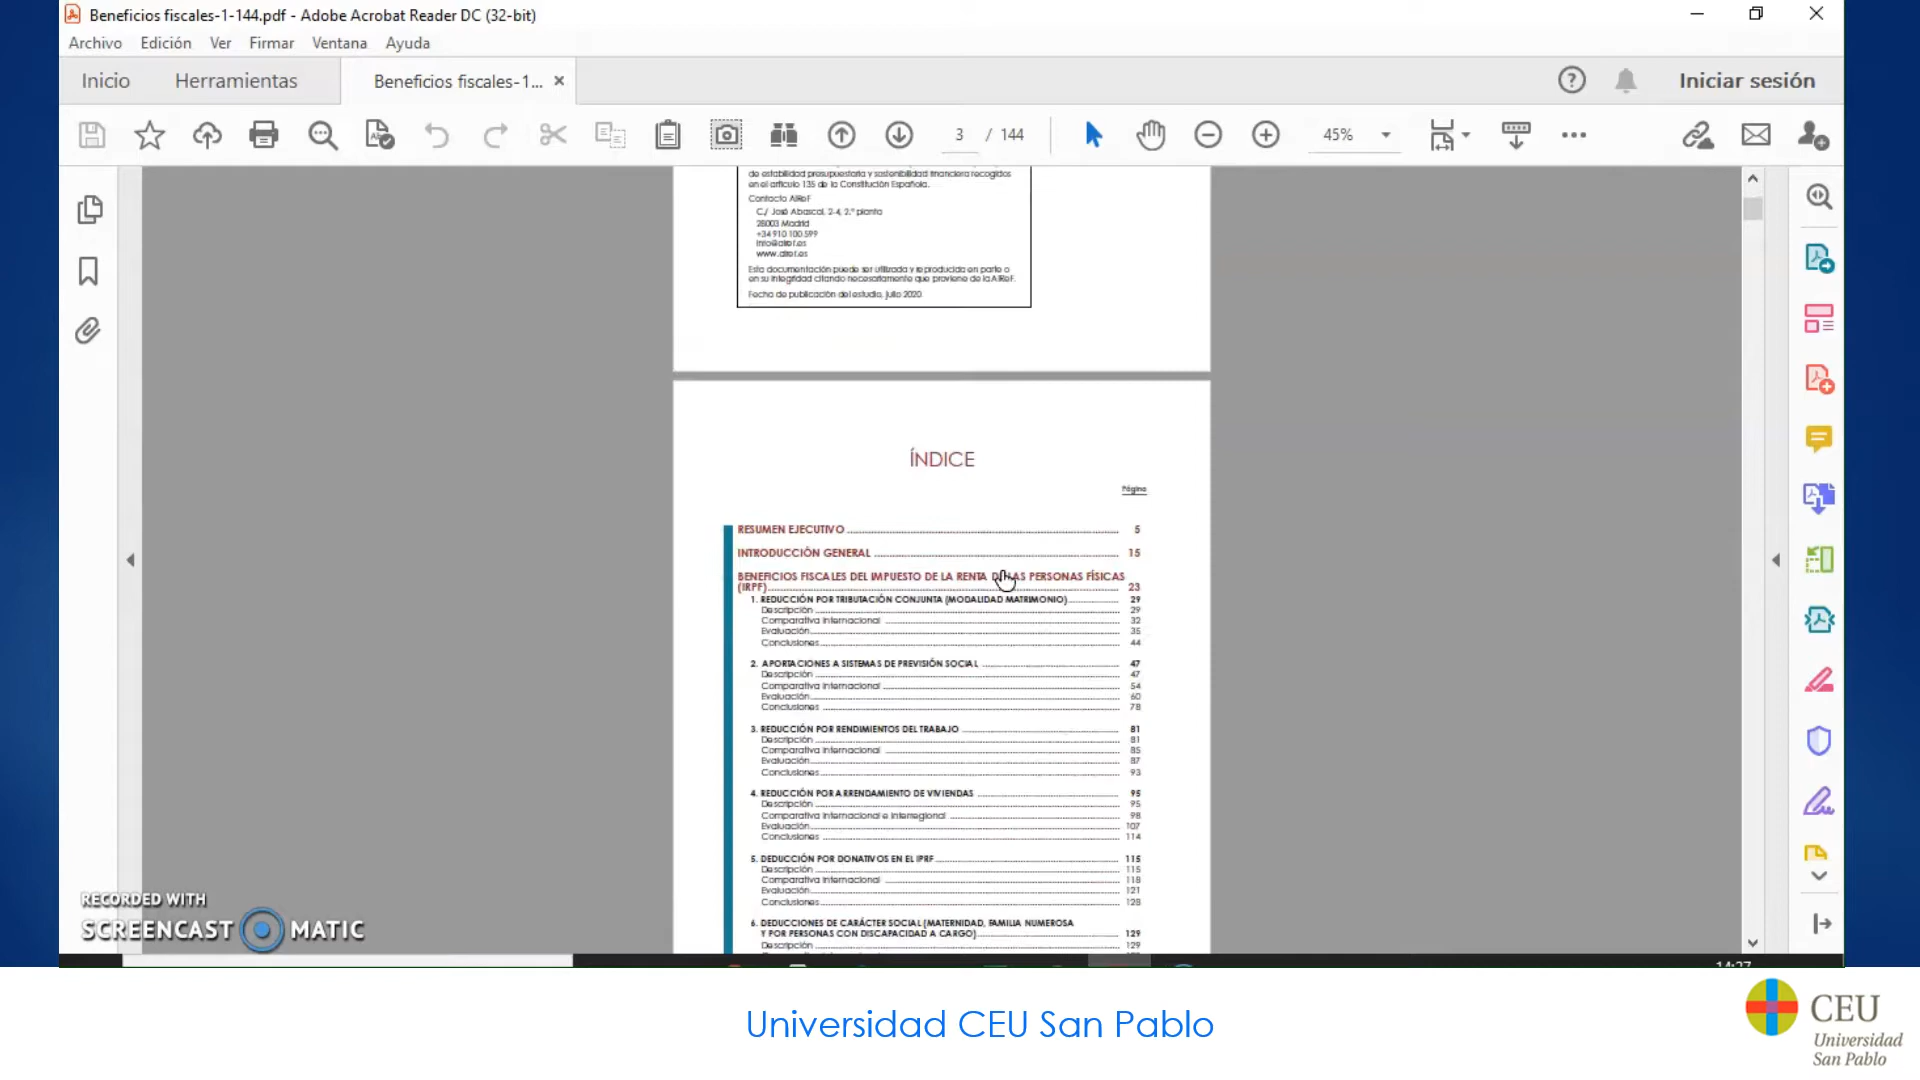 Beneficios fiscales-1-144.pdf - Adobe Acrobat Reader DC (32-bit)
Archivo Edición Ver Firmar Ventana Ayuda
Inicio Herramientas Beneficios fiscales-1... × Iniciar sesión
3 / 144 45%
de estabilidad presupuestaria y sostenibilidad financiera recogidos
en el artículo 135 de la Constitución Española.
Contacto AIReF
C./ José Abascal, 2-4, 2.ª planta
28003 Madrid
+34 910 100 599
info@airef.es
www.airef.es
Esta documentación puede ser utilizada y reproducida en parte o
en su integridad citando necesariamente que proviene de la AIReF.
Fecha de publicación del estudio, julio 2020
ÍNDICE
Página
RESUMEN EJECUTIVO 5
INTRODUCCIÓN GENERAL 15
BENEFICIOS FISCALES DEL IMPUESTO DE LA RENTA DE LAS PERSONAS FÍSICAS
(IRPF) 23
1. REDUCCIÓN POR TRIBUTACIÓN CONJUNTA (MODALIDAD MATRIMONIO) 29
Descripción 29
Comparativa internacional 32
Evaluación 35
Conclusiones 44
2. APORTACIONES A SISTEMAS DE PREVISIÓN SOCIAL 47
Descripción 47
Comparativa internacional 54
Evaluación 60
Conclusiones 78
3. REDUCCIÓN POR RENDIMIENTOS DEL TRABAJO 81
Descripción 81
Comparativa internacional 85
Evaluación 87
Conclusiones 93
4. REDUCCIÓN POR ARRENDAMIENTO DE VIVIENDAS 95
Descripción 95
Comparativa internacional e interregional 98
Evaluación 107
Conclusiones 114
5. DEDUCCIÓN POR DONATIVOS EN EL IPRF 115
Descripción 115
Comparativa internacional 118
Evaluación 121
Conclusiones 128
6. DEDUCCIONES DE CARÁCTER SOCIAL (MATERNIDAD, FAMILIA NUMEROSA
Y POR PERSONAS CON DISCAPACIDAD A CARGO) 129
Descripción 129
RECORDED WITH
SCREENCAST MATIC
Universidad CEU San Pablo
CEU
Universidad
San Pablo